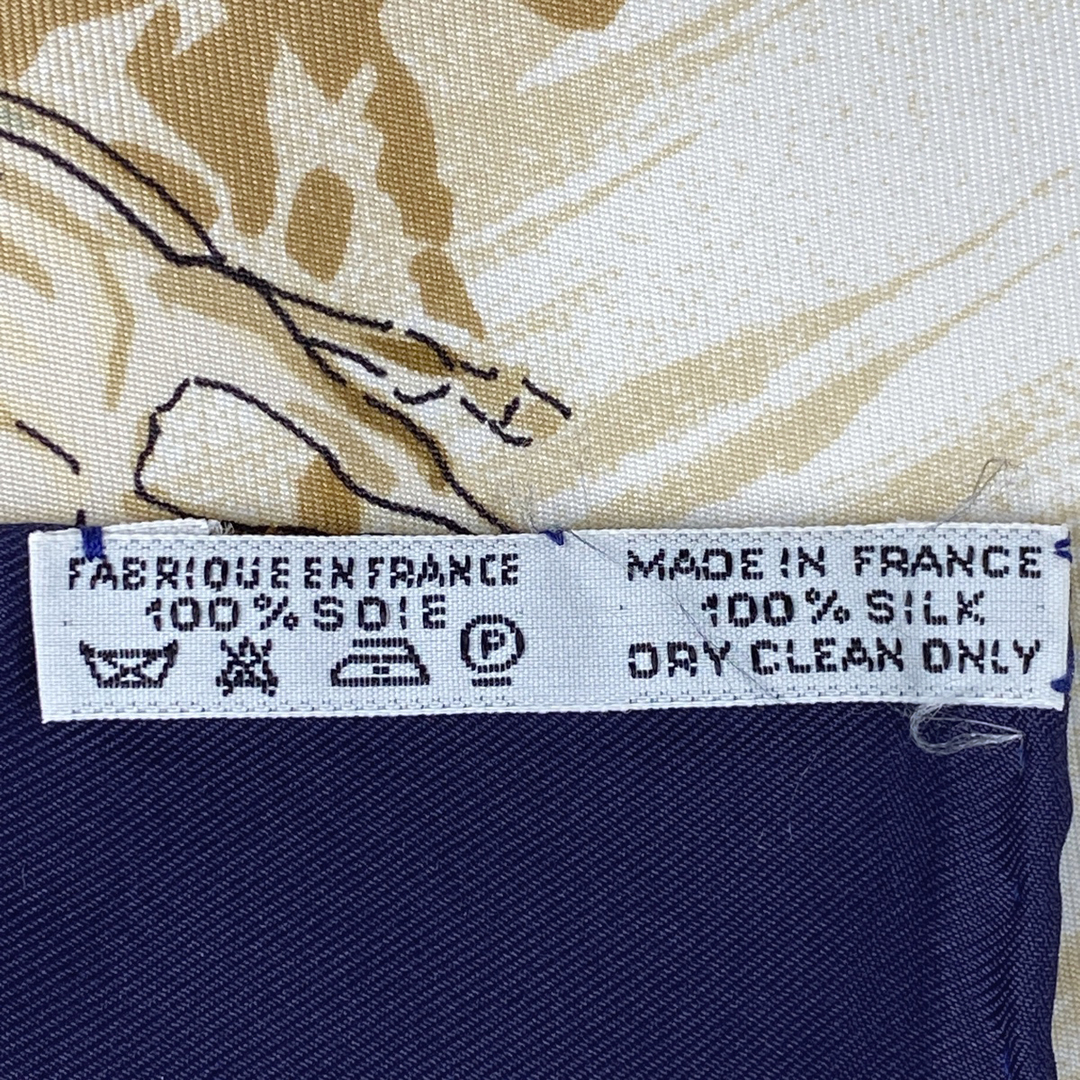 FABRIQUE EN FRANCE
100% SOIE
P
MADE IN FRANCE
100% SILK
DRY CLEAN ONLY